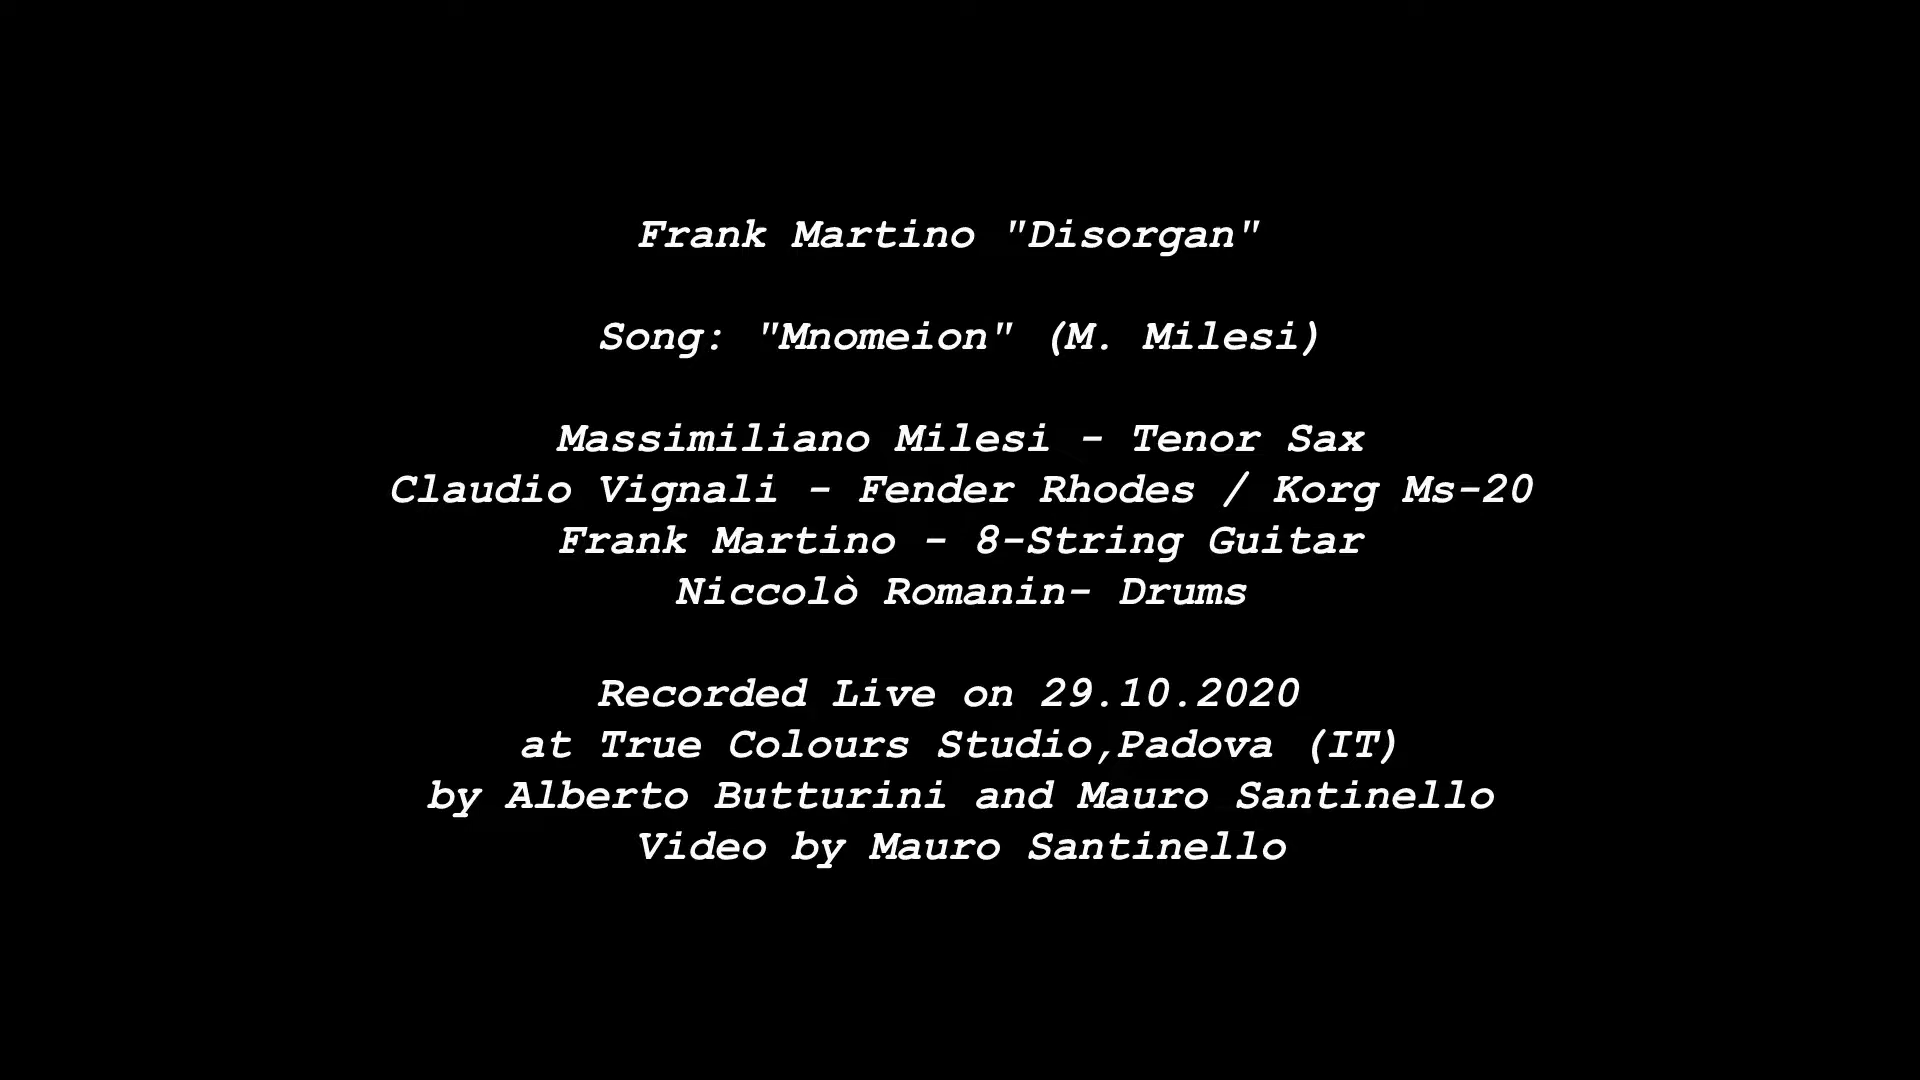 Frank Martino "Disorgan"
Song: "Mnomeion" (M. Milesi)
Massimiliano Milesi - Tenor Sax
Claudio Vignali - Fender Rhodes / Korg Ms-20
Frank Martino - 8-String Guitar
Niccolò Romanin- Drums
Recorded Live on 29.10.2020
at True Colours Studio,Padova (IT)
by Alberto Butturini and Mauro Santinello
Video by Mauro Santinello